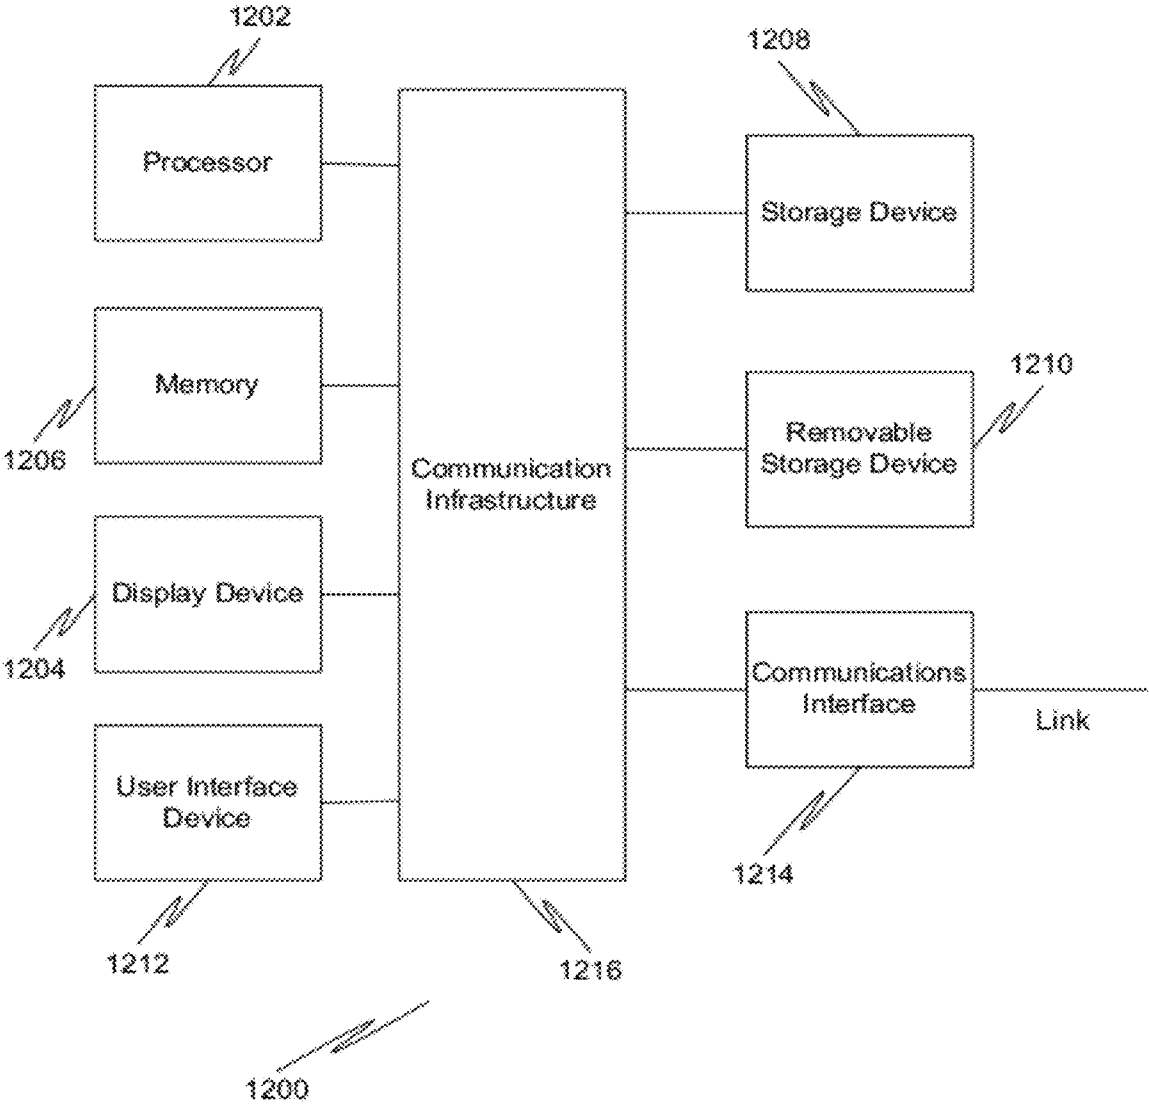 1202
1208
Processor
Storage Device
1210
Memory
Removable
Storage Device
1206
Communication
Infrastructure
Display Device
1204
Communications
Interface
Link
User Interface
Device
1214
1212
1216
1200